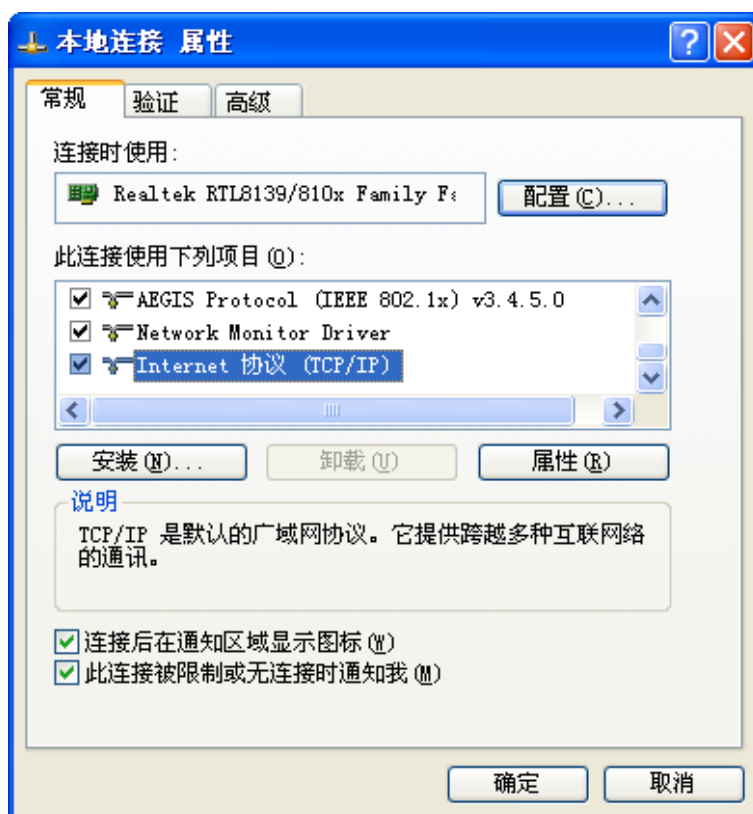 本地连接 属性
常规 验证 高级
连接时使用:
Realtek RTL8139/810x Family Fa
配置(C)...
此连接使用下列项目(O):
AEGIS Protocol (IEEE 802.1x) v3.4.5.0
Network Monitor Driver
Internet 协议 (TCP/IP)
安装(N)... 卸载(U) 属性(R)
说明
TCP/IP 是默认的广域网协议。它提供跨越多种互联网络
的通讯。
连接后在通知区域显示图标(W)
此连接被限制或无连接时通知我(M)
确定 取消